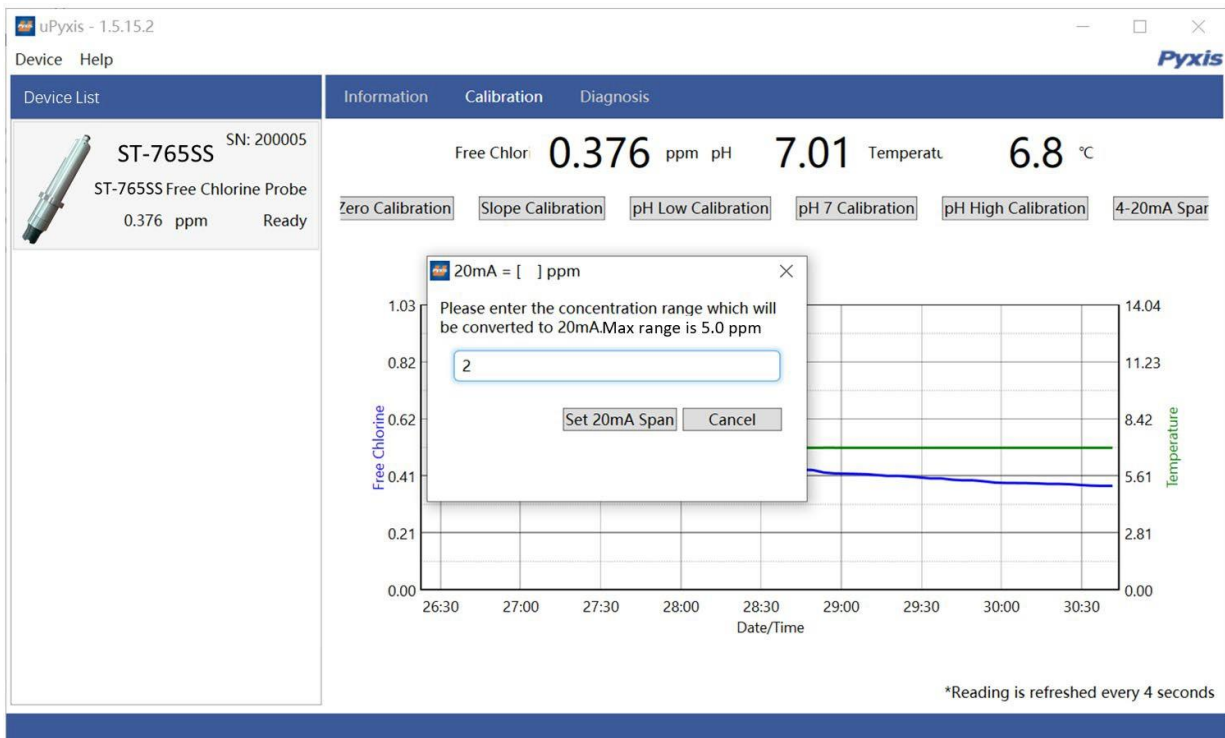 uPyxis - 1.5.15.2
Device Help
Pyxis
Device List
Information Calibration Diagnosis
ST-765SS SN: 200005
ST-765SS Free Chlorine Probe
0.376 ppm Ready
Free Chlori 0.376 ppm pH 7.01 Temperatu 6.8 °C
Zero Calibration Slope Calibration pH Low Calibration pH 7 Calibration pH High Calibration 4-20mA Span
20mA = [ ] ppm
Please enter the concentration range which will
be converted to 20mA.Max range is 5.0 ppm
2
Set 20mA Span Cancel
1.03
0.82
0.62
0.41
0.21
0.00
Free Chlorine
14.04
11.23
8.42
5.61
2.81
0.00
Temperature
26:30 27:00 27:30 28:00 28:30 29:00 29:30 30:00 30:30
Date/Time
*Reading is refreshed every 4 seconds